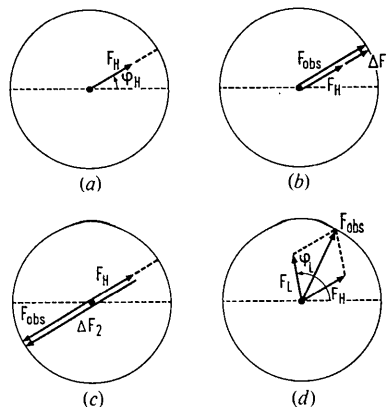 F_H
φ_H
(a)
F_obs
F_H
ΔF
(b)
F_H
F_obs
ΔF_2
(c)
F_obs
φ_L
F_L
F_H
(d)